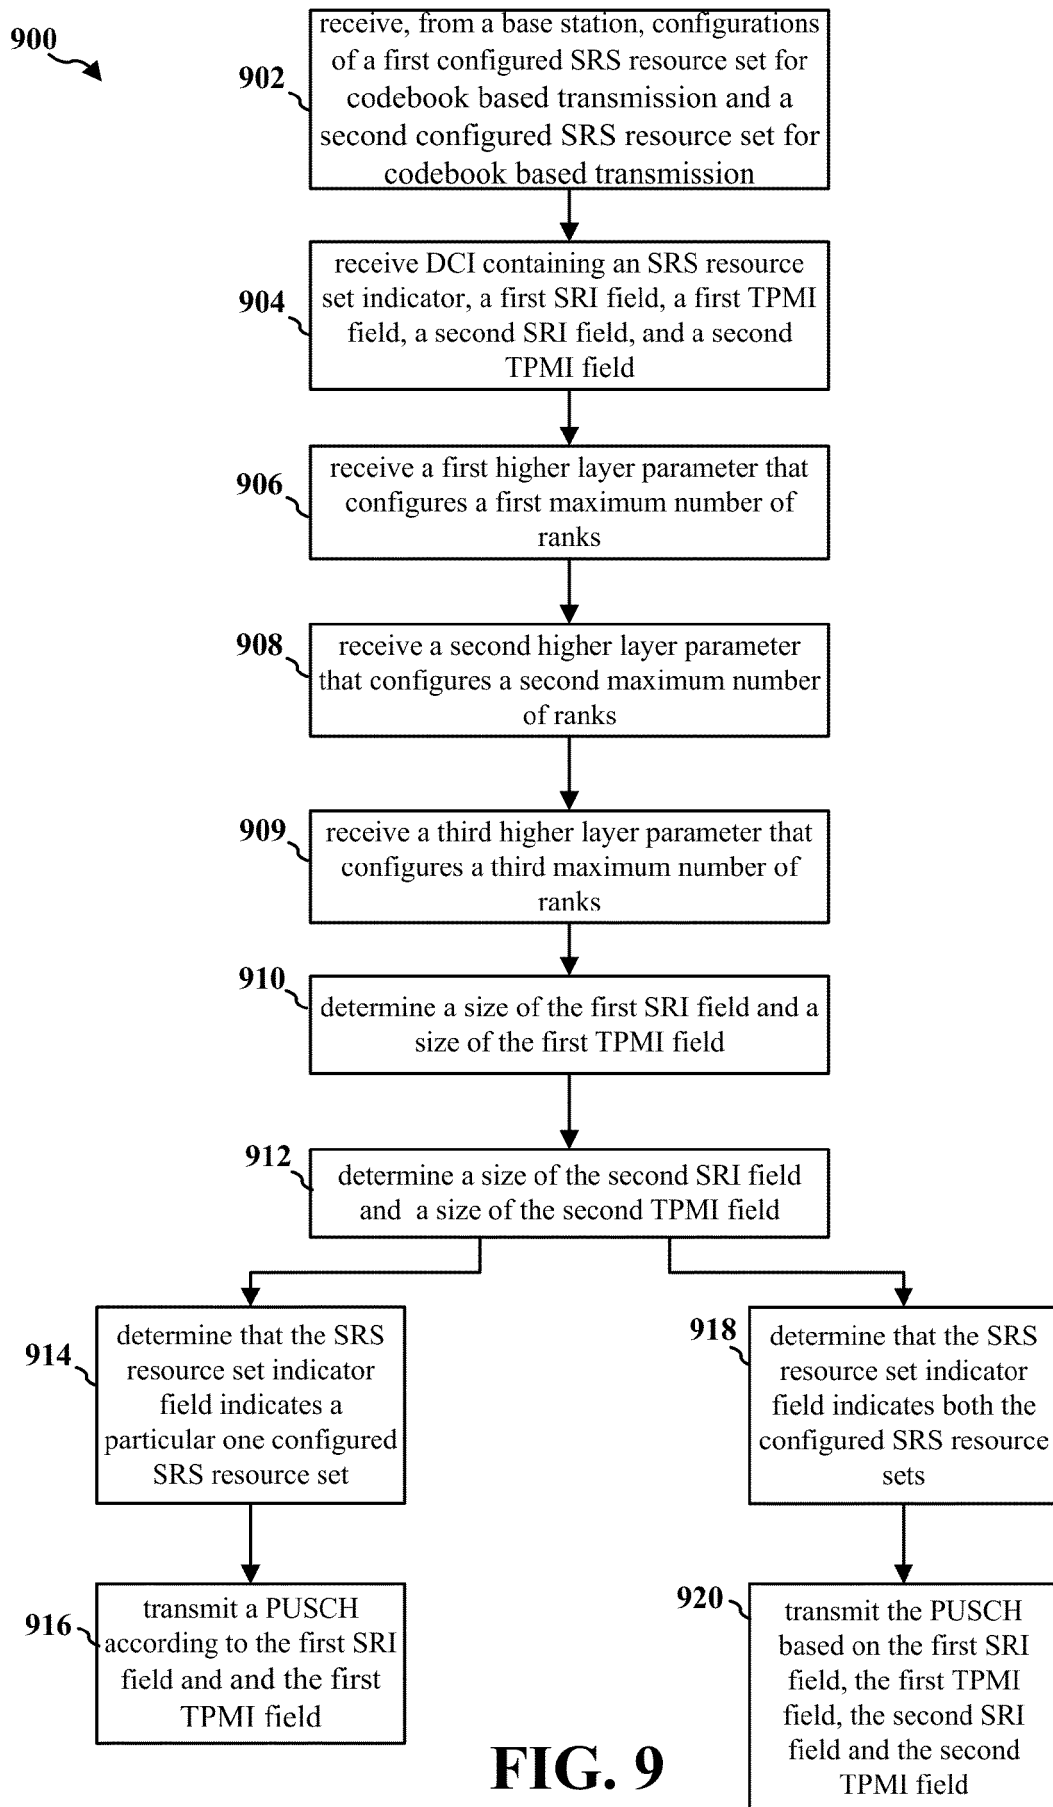 900
902
receive, from a base station, configurations
of a first configured SRS resource set for
codebook based transmission and a
second configured SRS resource set for
codebook based transmission
904
receive DCI containing an SRS resource
set indicator, a first SRI field, a first TPMI
field, a second SRI field, and a second
TPMI field
906
receive a first higher layer parameter that
configures a first maximum number of
ranks
908
receive a second higher layer parameter
that configures a second maximum number
of ranks
909
receive a third higher layer parameter that
configures a third maximum number of
ranks
910
determine a size of the first SRI field and a
size of the first TPMI field
912
determine a size of the second SRI field
and a size of the second TPMI field
914
determine that the SRS
resource set indicator
field indicates a
particular one configured
SRS resource set
918
determine that the SRS
resource set indicator
field indicates both the
configured SRS resource
sets
916
transmit a PUSCH
according to the first SRI
field and and the first
TPMI field
920
transmit the PUSCH
based on the first SRI
field, the first TPMI
field, the second SRI
field and the second
TPMI field
FIG. 9